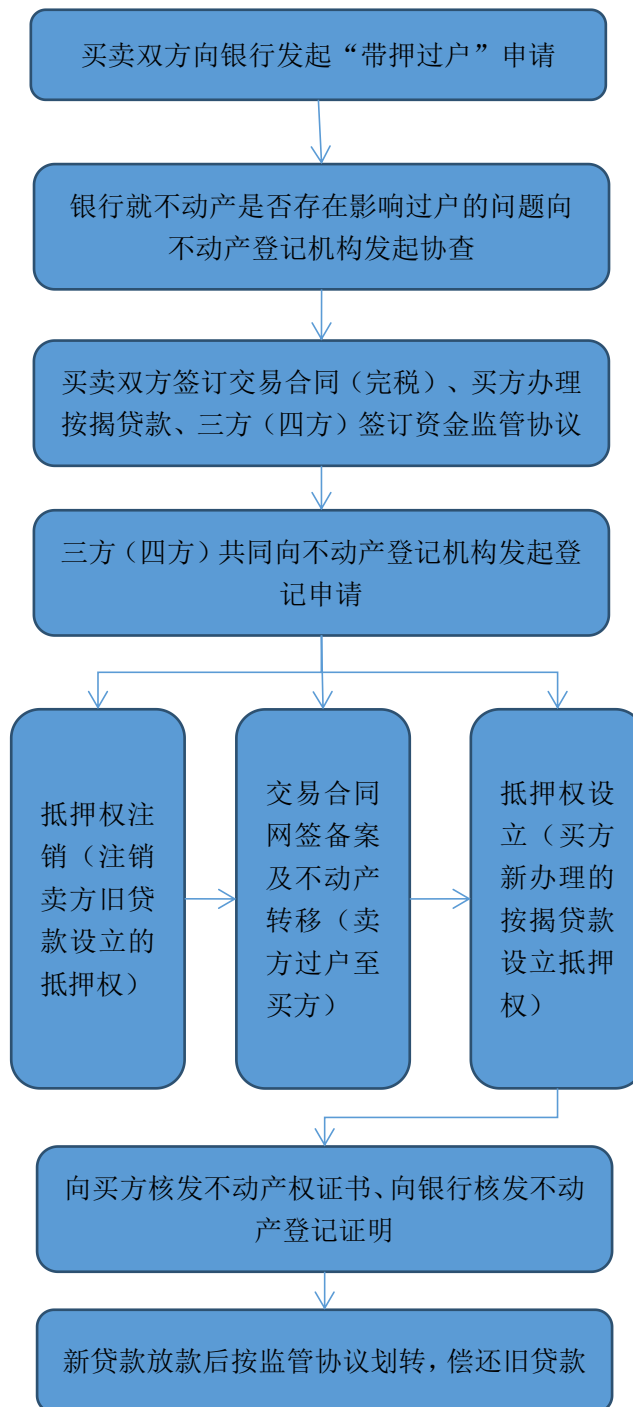 买卖双方向银行发起“带押过户”申请
银行就不动产是否存在影响过户的问题向
不动产登记机构发起协查
买卖双方签订交易合同（完税）、买方办理
按揭贷款、三方（四方）签订资金监管协议
三方（四方）共同向不动产登记机构发起登
记申请
抵押权注
销（注销
卖方旧贷
款设立的
抵押权）
交易合同
网签备案
及不动产
转移（卖
方过户至
买方）
抵押权设
立（买方
新办理的
按揭贷款
设立抵押
权）
向买方核发不动产权证书、向银行核发不动
产登记证明
新贷款放款后按监管协议划转，偿还旧贷款